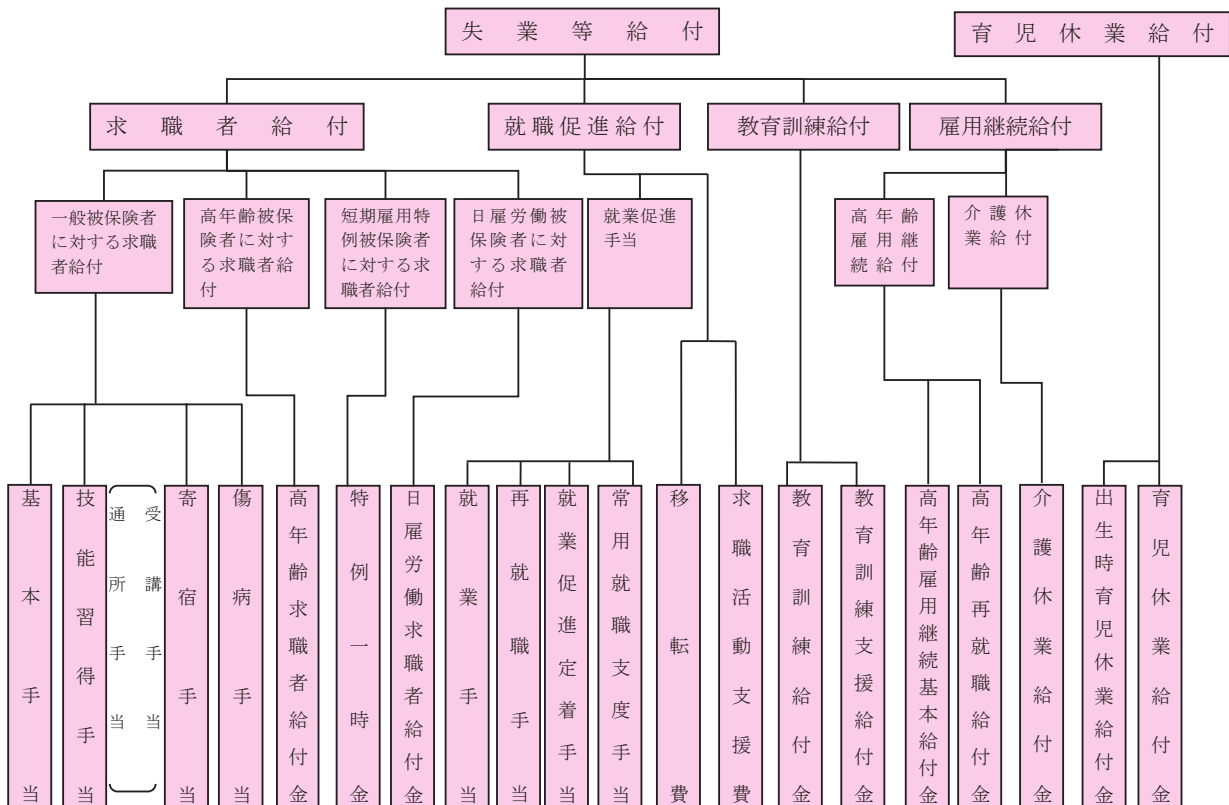 失業等給付
育児休業給付
求職者給付
就職促進給付
教育訓練給付
雇用継続給付
一般被保険者
に対する求職
者給付
高年齢被保
険者に対す
る求職者給
付
短期雇用特
例被保険者
に対する求
職者給付
日雇労働被
保険者に対
する求職者
給付
就業促進
手当
高年齢
雇用継
続給付
介護休
業給付
基本手当
技能習得手当
受講手当
通所手当
寄宿手当
傷病手当
高年齢求職者給付金
特例一時金
日雇労働求職者給付金
就業手当
再就職手当
就業促進定着手当
常用就職支度手当
移転費
求職活動支援費
教育訓練給付金
教育訓練支援給付金
高年齢雇用継続基本給付金
高年齢再就職給付金
介護休業給付金
出生時育児休業給付金
育児休業給付金